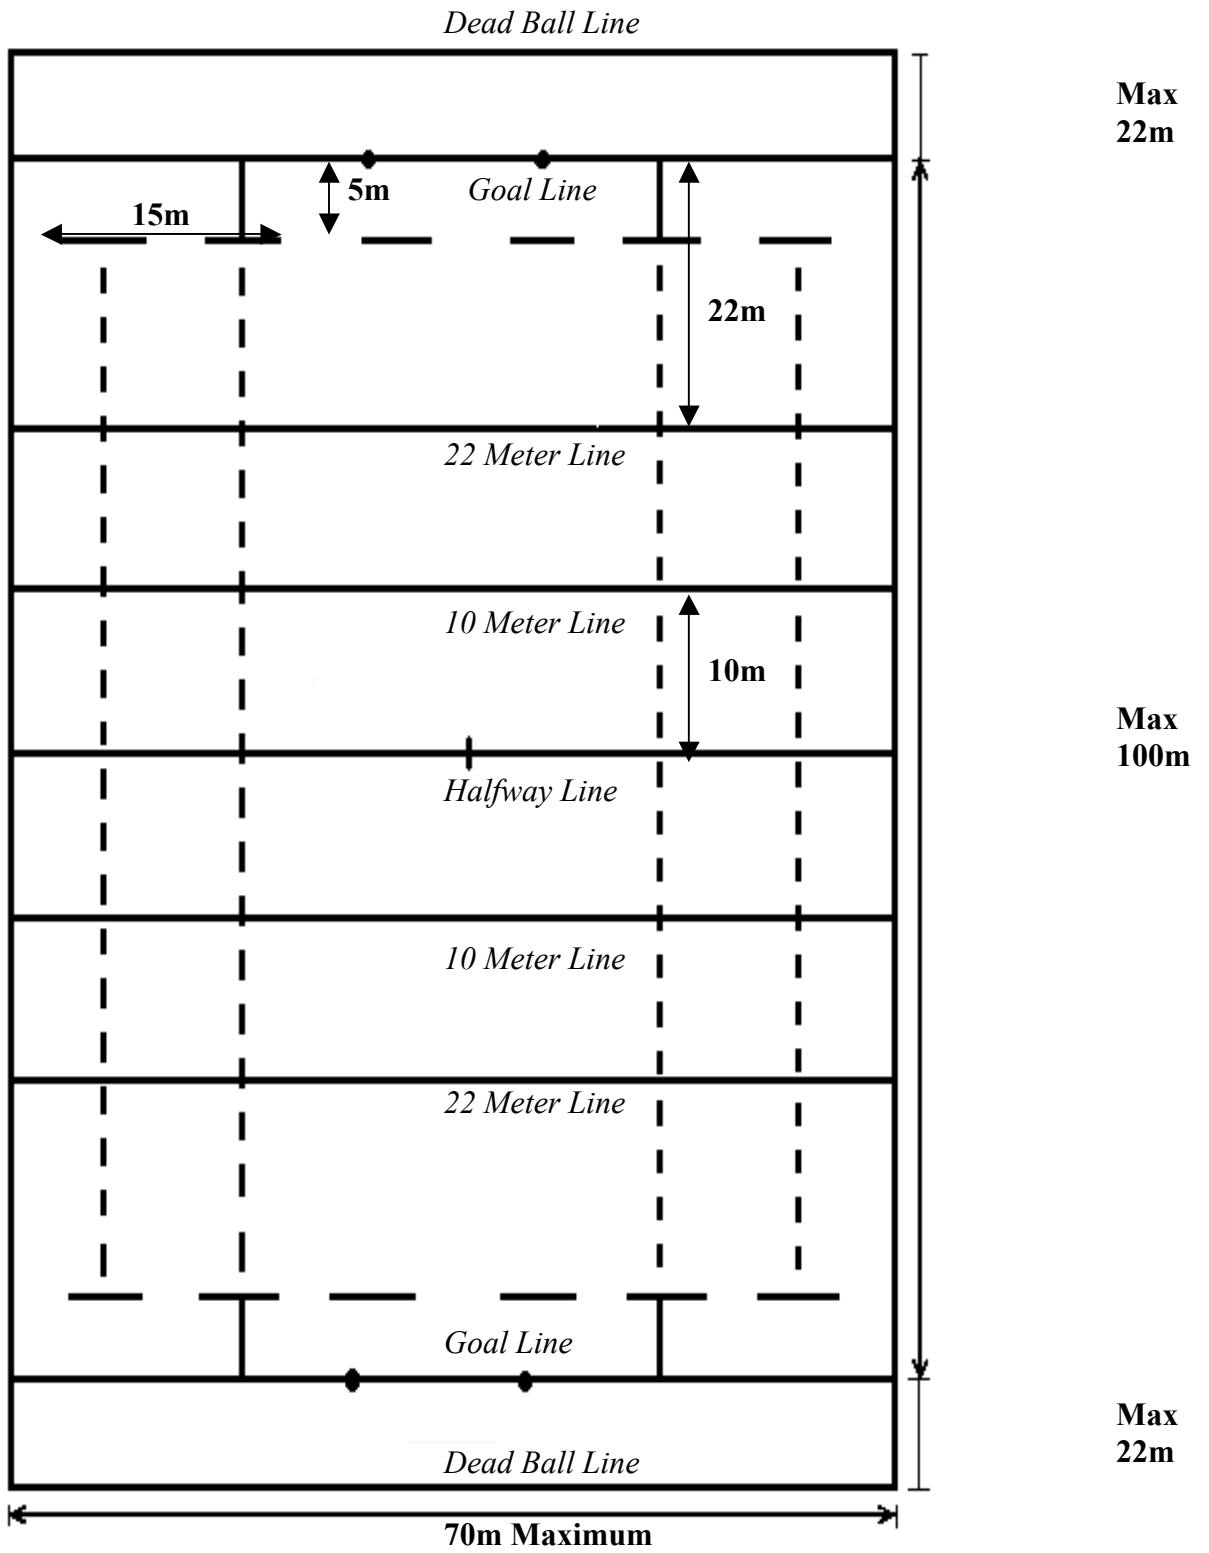 Dead Ball Line
Max
22m
5m
Goal Line
15m
22m
22 Meter Line
10 Meter Line
10m
Max
100m
Halfway Line
10 Meter Line
22 Meter Line
Goal Line
Max
22m
Dead Ball Line
70m Maximum